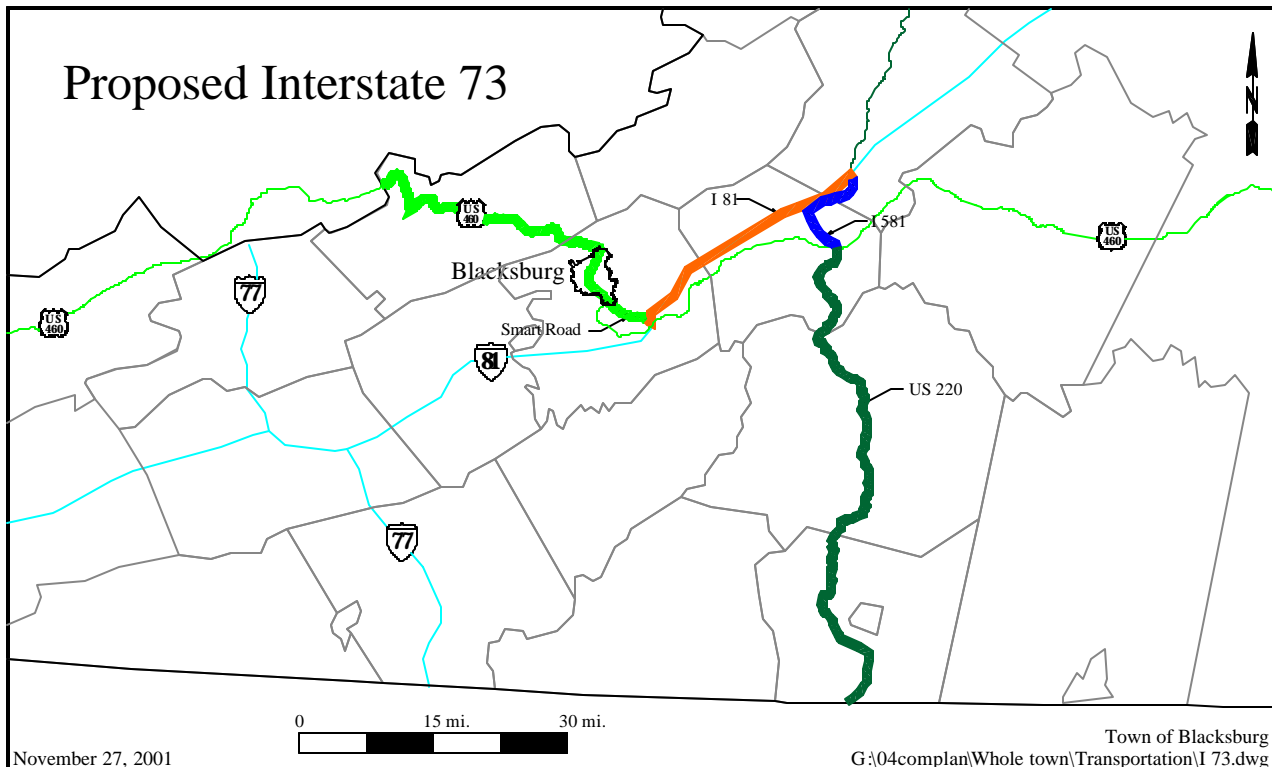 Proposed Interstate 73
N
I 81
US
460
I 581
US
460
Blacksburg
77
US
460
Smart Road
81
US 220
77
0 15 mi. 30 mi.
November 27, 2001
Town of Blacksburg
G:\04complan\Whole town\Transportation\I 73.dwg